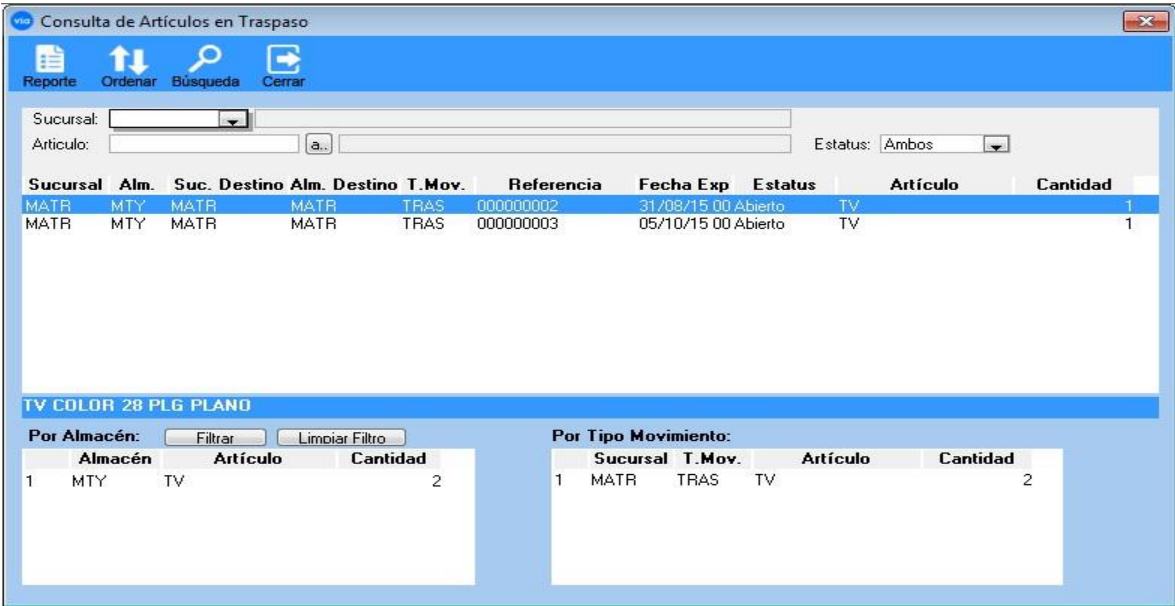 via Consulta de Artículos en Traspaso
Reporte Ordenar Búsqueda Cerrar
Sucursal:
Articulo: a.. Estatus: Ambos
Sucursal Alm. Suc. Destino Alm. Destino T.Mov. Referencia Fecha Exp Estatus Artículo Cantidad
MATR MTY MATR MATR TRAS 000000002 31/08/15 00 Abierto TV 1
MATR MTY MATR MATR TRAS 000000003 05/10/15 00 Abierto TV 1
TV COLOR 28 PLG PLANO
Por Almacén: Filtrar Limpiar Filtro Por Tipo Movimiento:
Almacén Artículo Cantidad Sucursal T.Mov. Artículo Cantidad
1 MTY TV 2 1 MATR TRAS TV 2